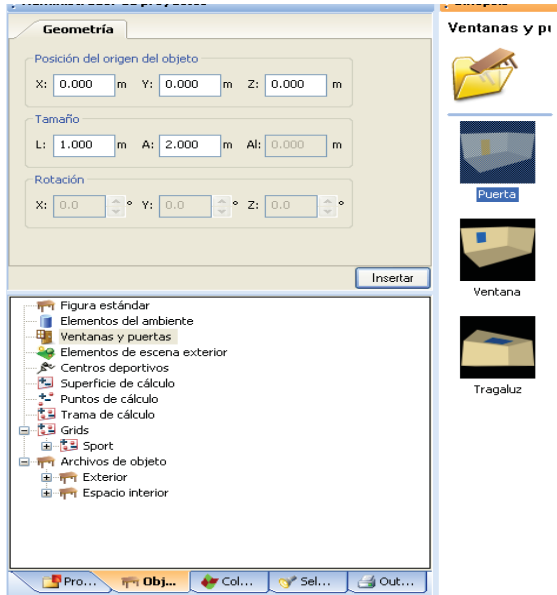 Geometría
Posición del origen del objeto
X: 0.000 m Y: 0.000 m Z: 0.000 m
Tamaño
L: 1.000 m A: 2.000 m Al: 0.000 m
Rotación
X: 0.0 ° Y: 0.0 ° Z: 0.0 °
Insertar
Figura estándar
Elementos del ambiente
Ventanas y puertas
Elementos de escena exterior
Centros deportivos
Superficie de cálculo
Puntos de cálculo
Trama de cálculo
Grids
Sport
Archivos de objeto
Exterior
Espacio interior
Pro... Obj... Col... Sel... Out...
Ventanas y pu
Puerta
Ventana
Tragaluz